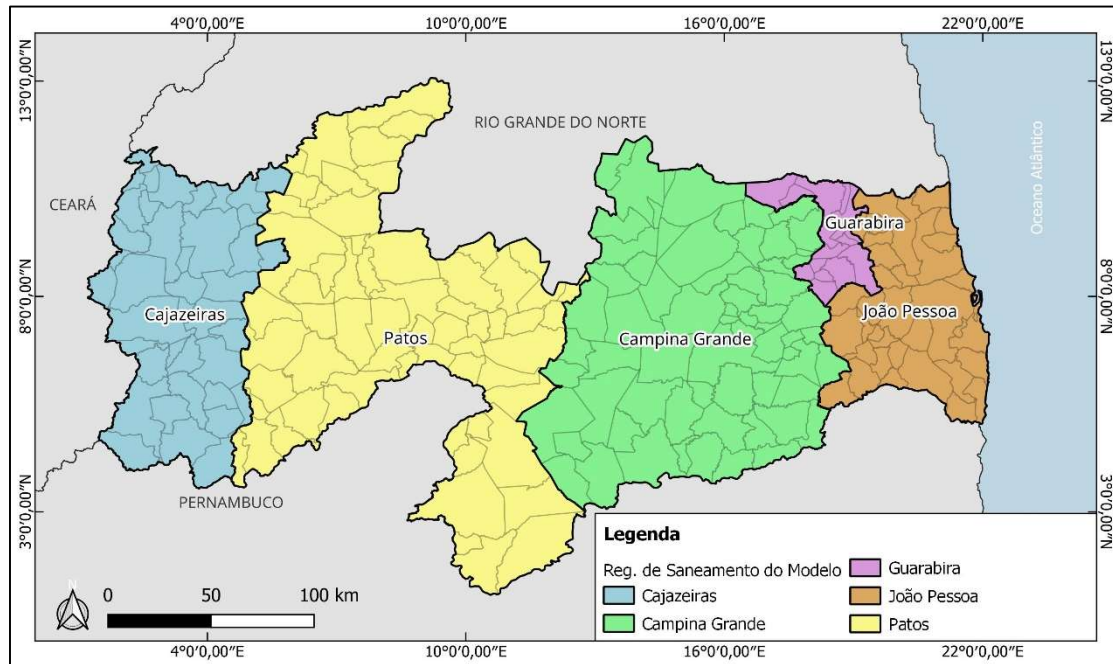 4°0'0,00"E 10°0'0,00"E 16°0'0,00"E 22°0'0,00"E
13°0'0,00"N 13°0'0,00"N
RIO GRANDE DO NORTE
Oceano Atlântico
CEARÁ
Guarabira
8°0'0,00"N 8°0'0,00"N
Cajazeiras
João Pessoa
Patos
Campina Grande
PERNAMBUCO
3°0'0,00"N 3°0'0,00"N
Legenda
Reg. de Saneamento do Modelo
Guarabira
Cajazeiras
João Pessoa
Campina Grande
Patos
N
0 50 100 km
4°0'0,00"E 10°0'0,00"E 16°0'0,00"E 22°0'0,00"E